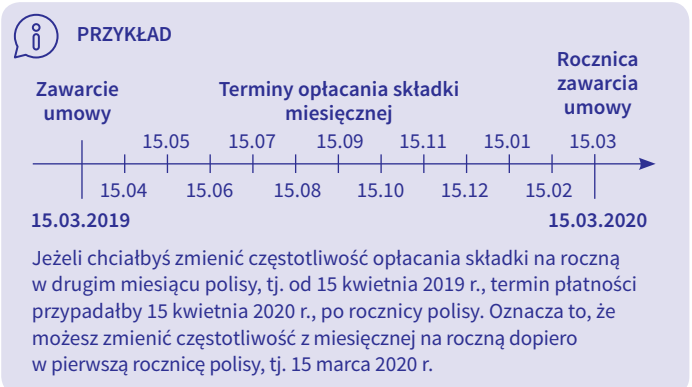 PRZYKŁAD
Zawarcie
umowy
Terminy opłacania składki
miesięcznej
Rocznica
zawarcia
umowy
15.05 15.07 15.09 15.11 15.01 15.03
15.04 15.06 15.08 15.10 15.12 15.02
15.03.2019 15.03.2020
Jeżeli chciałbyś zmienić częstotliwość opłacania składki na roczną
w drugim miesiącu polisy, tj. od 15 kwietnia 2019 r., termin płatności
przypadałby 15 kwietnia 2020 r., po rocznicy polisy. Oznacza to, że
możesz zmienić częstotliwość z miesięcznej na roczną dopiero
w pierwszą rocznicę polisy, tj. 15 marca 2020 r.